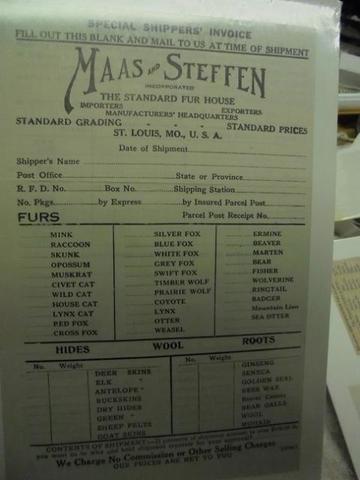 SPECIAL SHIPPERS' INVOICE
FILL OUT THIS BLANK AND MAIL TO US AT TIME OF SHIPMENT
MAAS AND STEFFEN
INCORPORATED
THE STANDARD FUR HOUSE
IMPORTERS EXPORTERS
MANUFACTURERS' HEADQUARTERS
STANDARD GRADING - - - STANDARD PRICES
ST. LOUIS, MO., U. S. A.
Date of Shipment
Shipper's Name
Post Office State or Province
R. F. D. No. Box No. Shipping Station
No. Pkgs. by Express by Insured Parcel Post
FURS Parcel Post Receipt No.
MINK SILVER FOX ERMINE
RACCOON BLUE FOX BEAVER
SKUNK WHITE FOX MARTEN
OPOSSUM GREY FOX BEAR
MUSKRAT SWIFT FOX FISHER
CIVET CAT TIMBER WOLF WOLVERINE
WILD CAT PRAIRIE WOLF RINGTAIL
HOUSE CAT COYOTE BADGER
LYNX CAT LYNX Mountain Lion
RED FOX OTTER SEA OTTER
CROSS FOX WEASEL
HIDES WOOL ROOTS
No. Weight No. Weight
DEER SKINS GINSENG
ELK " SENECA
ANTELOPE " GOLDEN SEAL
BUCKSKINS BEES WAX
DRY HIDES Beaver Castors
GREEN " BEAR GALLS
SHEEP PELTS WOOL
GOAT SKINS MOHAIR
CONTENTS OF SHIPMENT
We Charge No Commission or Other Selling Charges
OUR PRICES ARE NET TO YOU